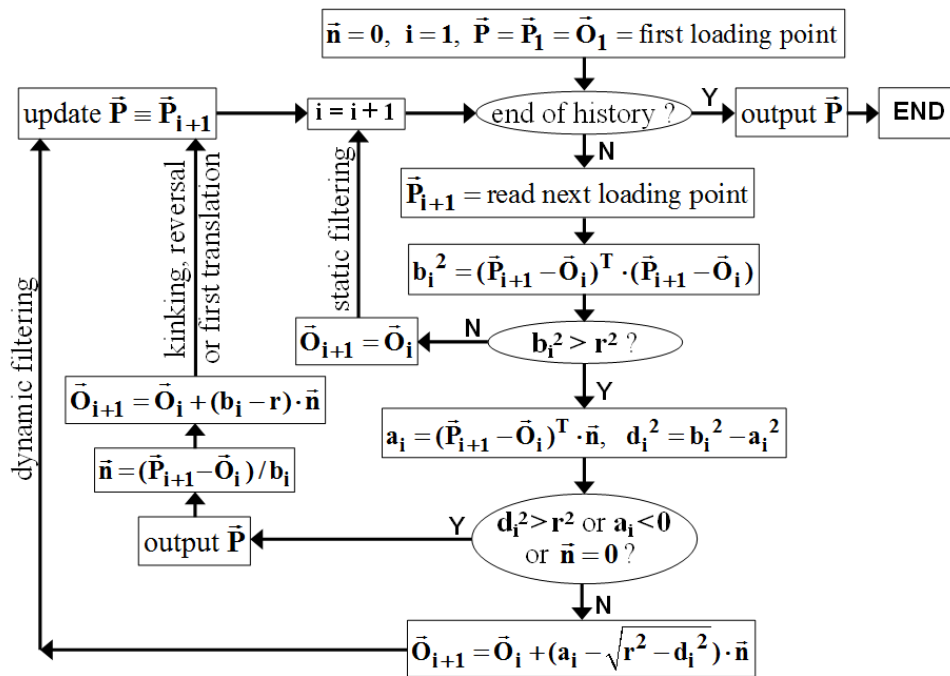 n⃗ = 0, i = 1, P⃗ = P⃗₁ = O⃗₁ = first loading point
update P⃗ ≡ P⃗ᵢ₊₁
i = i + 1
end of history ?
Y
output P⃗
END
N
P⃗ᵢ₊₁ = read next loading point
bᵢ² = (P⃗ᵢ₊₁ − O⃗ᵢ)ᵀ · (P⃗ᵢ₊₁ − O⃗ᵢ)
static filtering
kinking, reversal
or first translation
dynamic filtering
O⃗ᵢ₊₁ = O⃗ᵢ
N
bᵢ² > r² ?
Y
O⃗ᵢ₊₁ = O⃗ᵢ + (bᵢ − r) · n⃗
aᵢ = (P⃗ᵢ₊₁ − O⃗ᵢ)ᵀ · n⃗, dᵢ² = bᵢ² − aᵢ²
n⃗ = (P⃗ᵢ₊₁ − O⃗ᵢ) / bᵢ
output P⃗
Y
dᵢ² > r² or aᵢ < 0
or n⃗ = 0 ?
N
O⃗ᵢ₊₁ = O⃗ᵢ + (aᵢ − √(r² − dᵢ²)) · n⃗